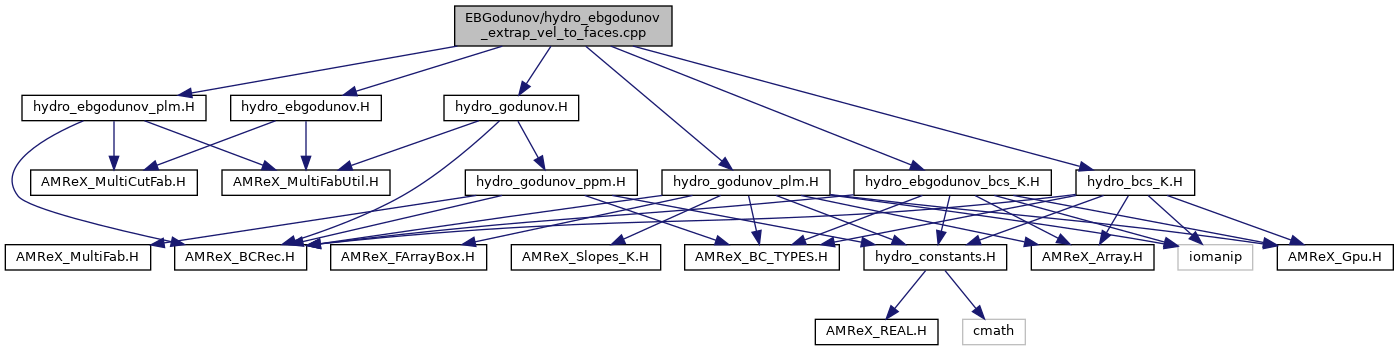 EBGodunov/hydro_ebgodunov
_extrap_vel_to_faces.cpp
hydro_ebgodunov_plm.H
hydro_ebgodunov.H
hydro_godunov.H
AMReX_MultiCutFab.H
AMReX_MultiFabUtil.H
hydro_godunov_ppm.H
hydro_godunov_plm.H
hydro_ebgodunov_bcs_K.H
hydro_bcs_K.H
AMReX_MultiFab.H
AMReX_BCRec.H
AMReX_FArrayBox.H
AMReX_Slopes_K.H
AMReX_BC_TYPES.H
hydro_constants.H
AMReX_Array.H
iomanip
AMReX_Gpu.H
AMReX_REAL.H
cmath